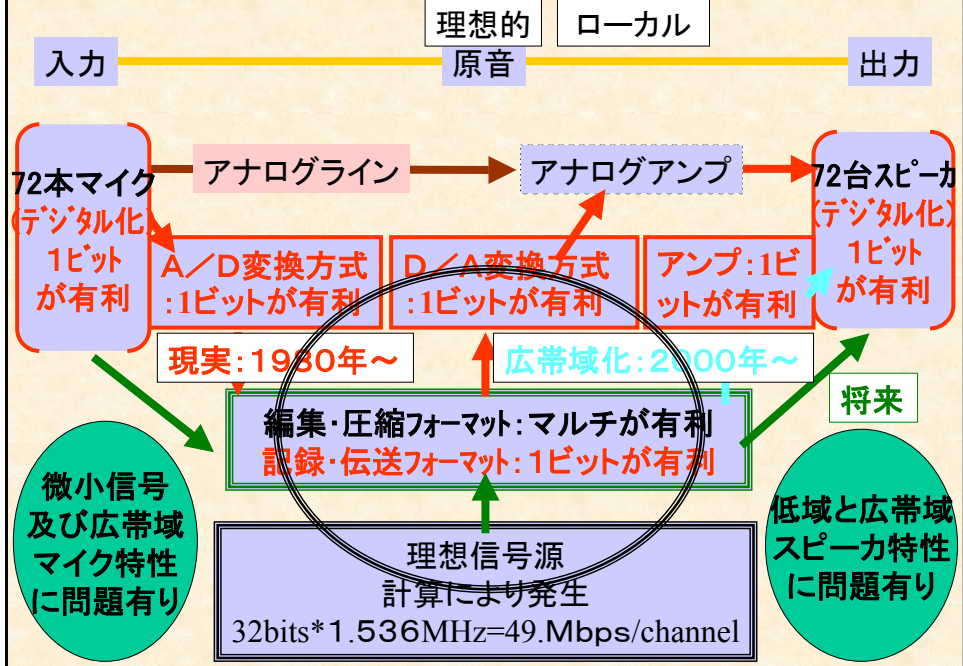 理想的
ローカル
入力
原音
出力
72本マイク
(デジタル化)
1ビット
が有利
アナログライン
アナログアンプ
72台スピーカ
(デジタル化)
1ビット
が有利
A/D変換方式
:1ビットが有利
D/A変換方式
:1ビットが有利
アンプ:1ビ
ットが有利
現実:1980年~
広帯域化:2000年~
将来
編集・圧縮フォーマット:マルチが有利
記録・伝送フォーマット:1ビットが有利
微小信号
及び広帯域
マイク特性
に問題有り
低域と広帯域
スピーカ特性
に問題有り
理想信号源
計算により発生
32bits*1.536MHz=49.Mbps/channel